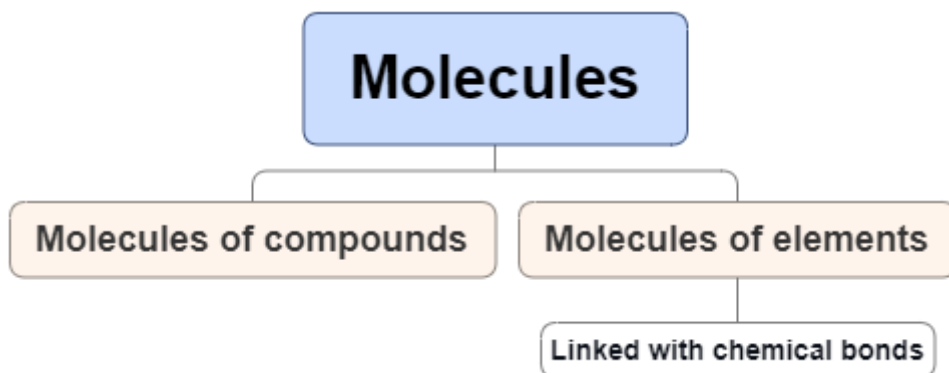 Molecules
Molecules of compounds
Molecules of elements
Linked with chemical bonds